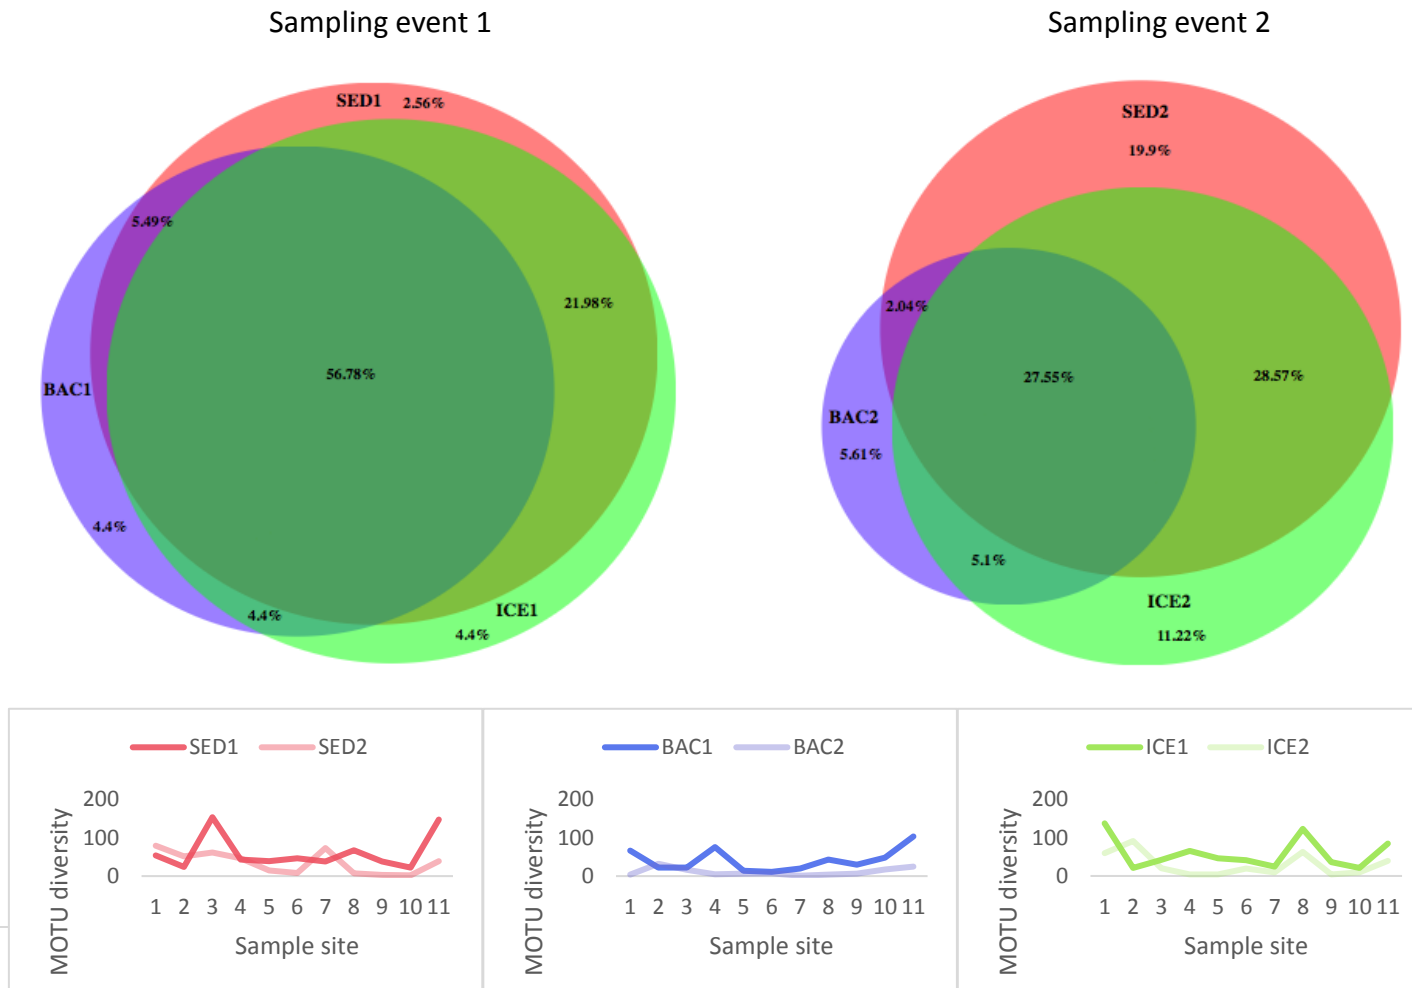 Sampling event 1
Sampling event 2
SED1 2.56%
5.49%
21.98%
56.78%
BAC1
4.4%
4.4%
ICE1
4.4%
SED2
19.9%
2.04%
27.55%
28.57%
BAC2
5.61%
5.1%
ICE2
11.22%
SED1 SED2
MOTU diversity
200
100
0
1 2 3 4 5 6 7 8 9 10 11
Sample site
BAC1 BAC2
MOTU diversity
200
100
0
1 2 3 4 5 6 7 8 9 10 11
Sample site
ICE1 ICE2
MOTU diversity
200
100
0
1 2 3 4 5 6 7 8 9 10 11
Sample site